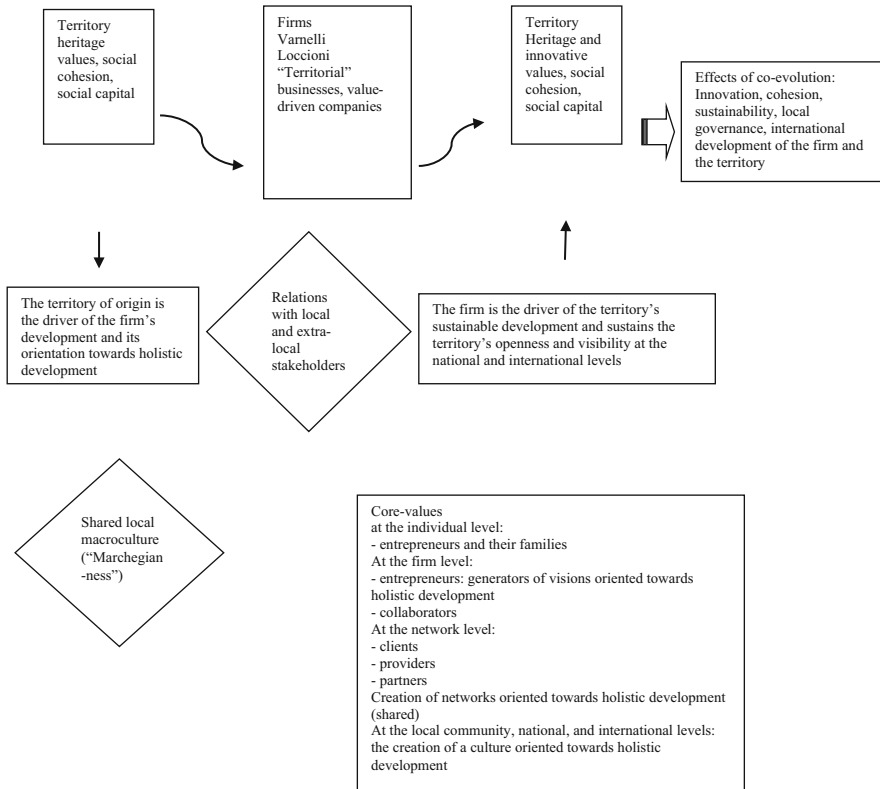 Territory
heritage
values, social
cohesion,
social capital
Firms
Varnelli
Loccioni
“Territorial”
businesses, value-
driven companies
Territory
Heritage and
innovative
values, social
cohesion,
social capital
Effects of co-evolution:
Innovation, cohesion,
sustainability, local
governance, international
development of the firm and
the territory
The territory of origin is
the driver of the firm’s
development and its
orientation towards holistic
development
Relations
with local
and extra-
local
stakeholders
The firm is the driver of the territory’s
sustainable development and sustains the
territory’s openness and visibility at the
national and international levels
Shared local
macroculture
(“Marchegian
-ness”)
Core-values
at the individual level:
- entrepreneurs and their families
At the firm level:
- entrepreneurs: generators of visions oriented towards
holistic development
- collaborators
At the network level:
- clients
- providers
- partners
Creation of networks oriented towards holistic development
(shared)
At the local community, national, and international levels:
the creation of a culture oriented towards holistic
development